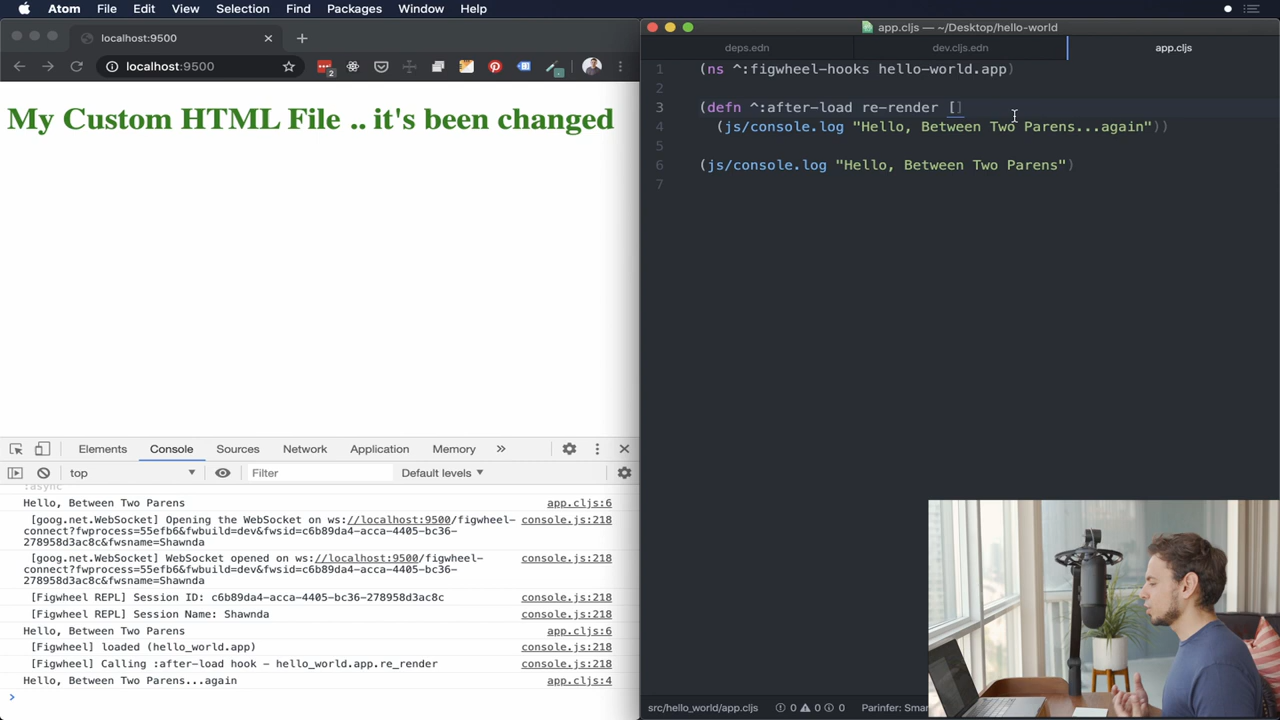 Atom File Edit View Selection Find Packages Window Help
localhost:9500
localhost:9500
2
My Custom HTML File .. it's been changed
Elements Console Sources Network Application Memory »
top Filter Default levels
:async
Hello, Between Two Parens app.cljs:6
[goog.net.WebSocket] Opening the WebSocket on ws://localhost:9500/figwheel- console.js:218
connect?fwprocess=55efb6&fwbuild=dev&fwsid=c6b89da4-acca-4405-bc36-
278958d3ac8c&fwsname=Shawnda
[goog.net.WebSocket] WebSocket opened on ws://localhost:9500/figwheel- console.js:218
connect?fwprocess=55efb6&fwbuild=dev&fwsid=c6b89da4-acca-4405-bc36-
278958d3ac8c&fwsname=Shawnda
[Figwheel REPL] Session ID: c6b89da4-acca-4405-bc36-278958d3ac8c console.js:218
[Figwheel REPL] Session Name: Shawnda console.js:218
Hello, Between Two Parens app.cljs:6
[Figwheel] loaded (hello_world.app) console.js:218
[Figwheel] Calling :after-load hook - hello_world.app.re_render console.js:218
Hello, Between Two Parens...again app.cljs:4
>
app.cljs — ~/Desktop/hello-world
deps.edn dev.cljs.edn app.cljs
1 (ns ^:figwheel-hooks hello-world.app)
2
3 (defn ^:after-load re-render []
4 (js/console.log "Hello, Between Two Parens...again"))
5
6 (js/console.log "Hello, Between Two Parens")
7
src/hello_world/app.cljs 0 0 0 Parinfer: Smar